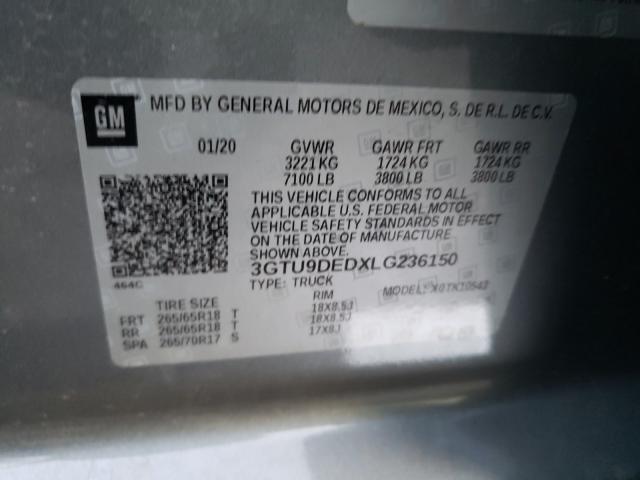 GM
MFD BY GENERAL MOTORS DE MEXICO, S. DE R.L. DE C.V.
01/20 GVWR GAWR FRT GAWR RR
3221 KG 1724 KG 1724 KG
7100 LB 3800 LB 3800 LB
THIS VEHICLE CONFORMS TO ALL
APPLICABLE U.S. FEDERAL MOTOR
VEHICLE SAFETY STANDARDS IN EFFECT
ON THE DATE OF MANUFACTURE
SHOWN ABOVE.
3GTU9DEDXLG236150
464C
TYPE: TRUCK MODEL: X0TK10543
TIRE SIZE RIM
FRT 265/65R18 T 18X8.5J
RR 265/65R18 T 18X8.5J
SPA 265/70R17 S 17X8J